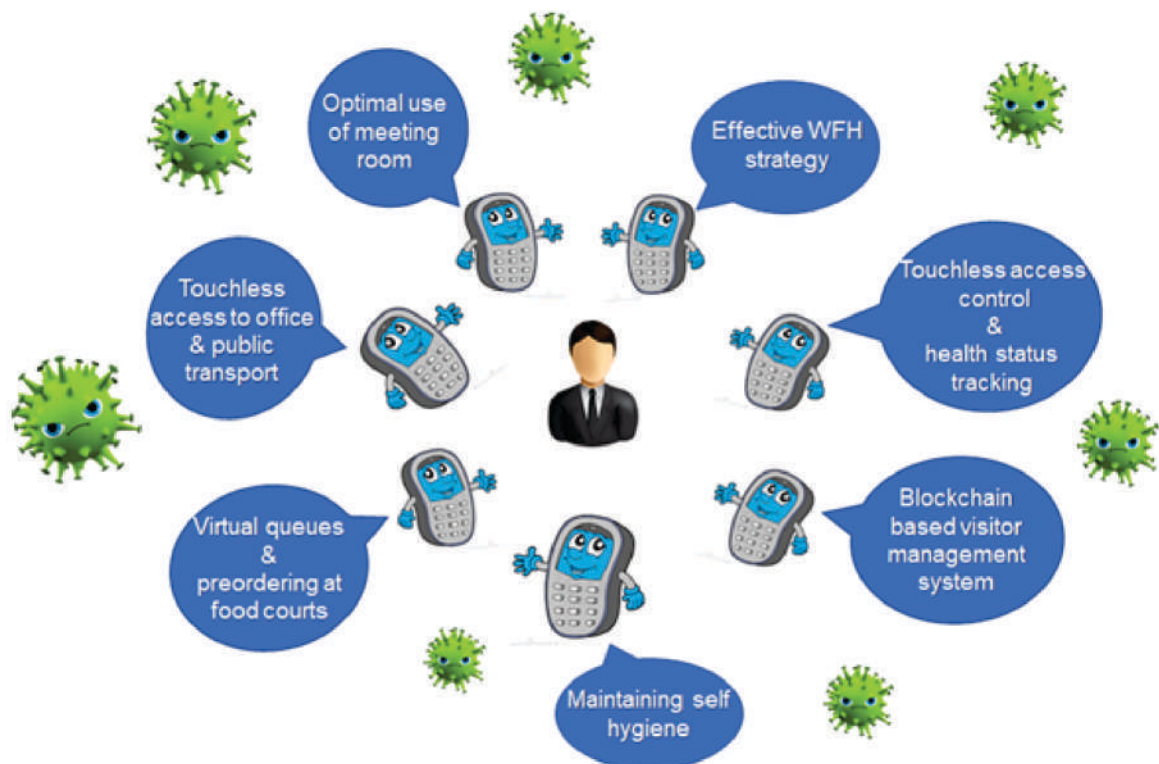 Optimal use
of meeting
room
Effective WFH
strategy
Touchless
access to office
& public
transport
Touchless access
control
&
health status
tracking
Virtual queues
&
preordering at
food courts
Blockchain
based visitor
management
system
Maintaining self
hygiene